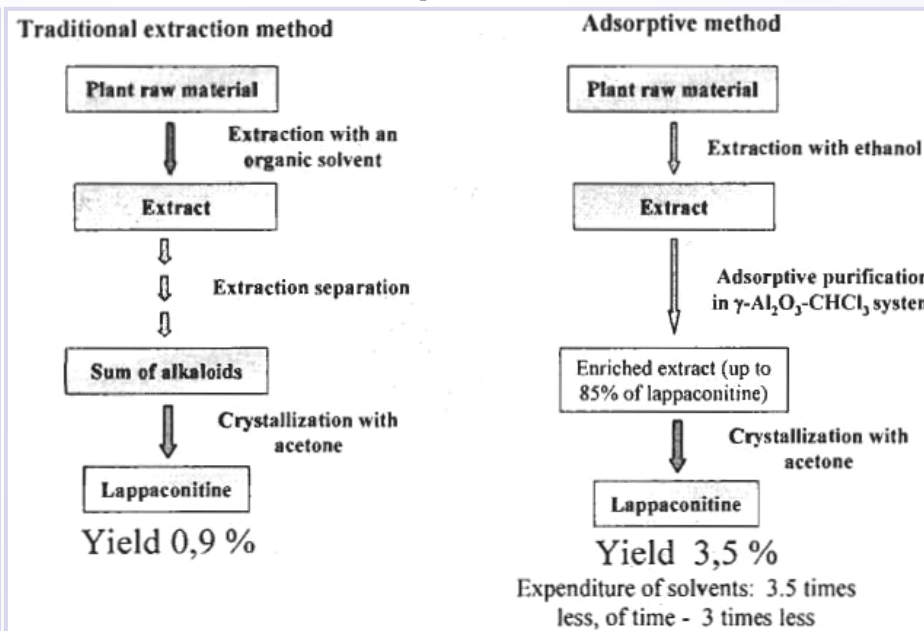 Traditional extraction method
Plant raw material
Extraction with an
organic solvent
Extract
Extraction separation
Sum of alkaloids
Crystallization with
acetone
Lappaconitine
Yield 0,9 %
Adsorptive method
Plant raw material
Extraction with ethanol
Extract
Adsorptive purification
in γ-Al₂O₃-CHCl₃ system
Enriched extract (up to
85% of lappaconitine)
Crystallization with
acetone
Lappaconitine
Yield 3,5 %
Expenditure of solvents: 3.5 times
less, of time - 3 times less